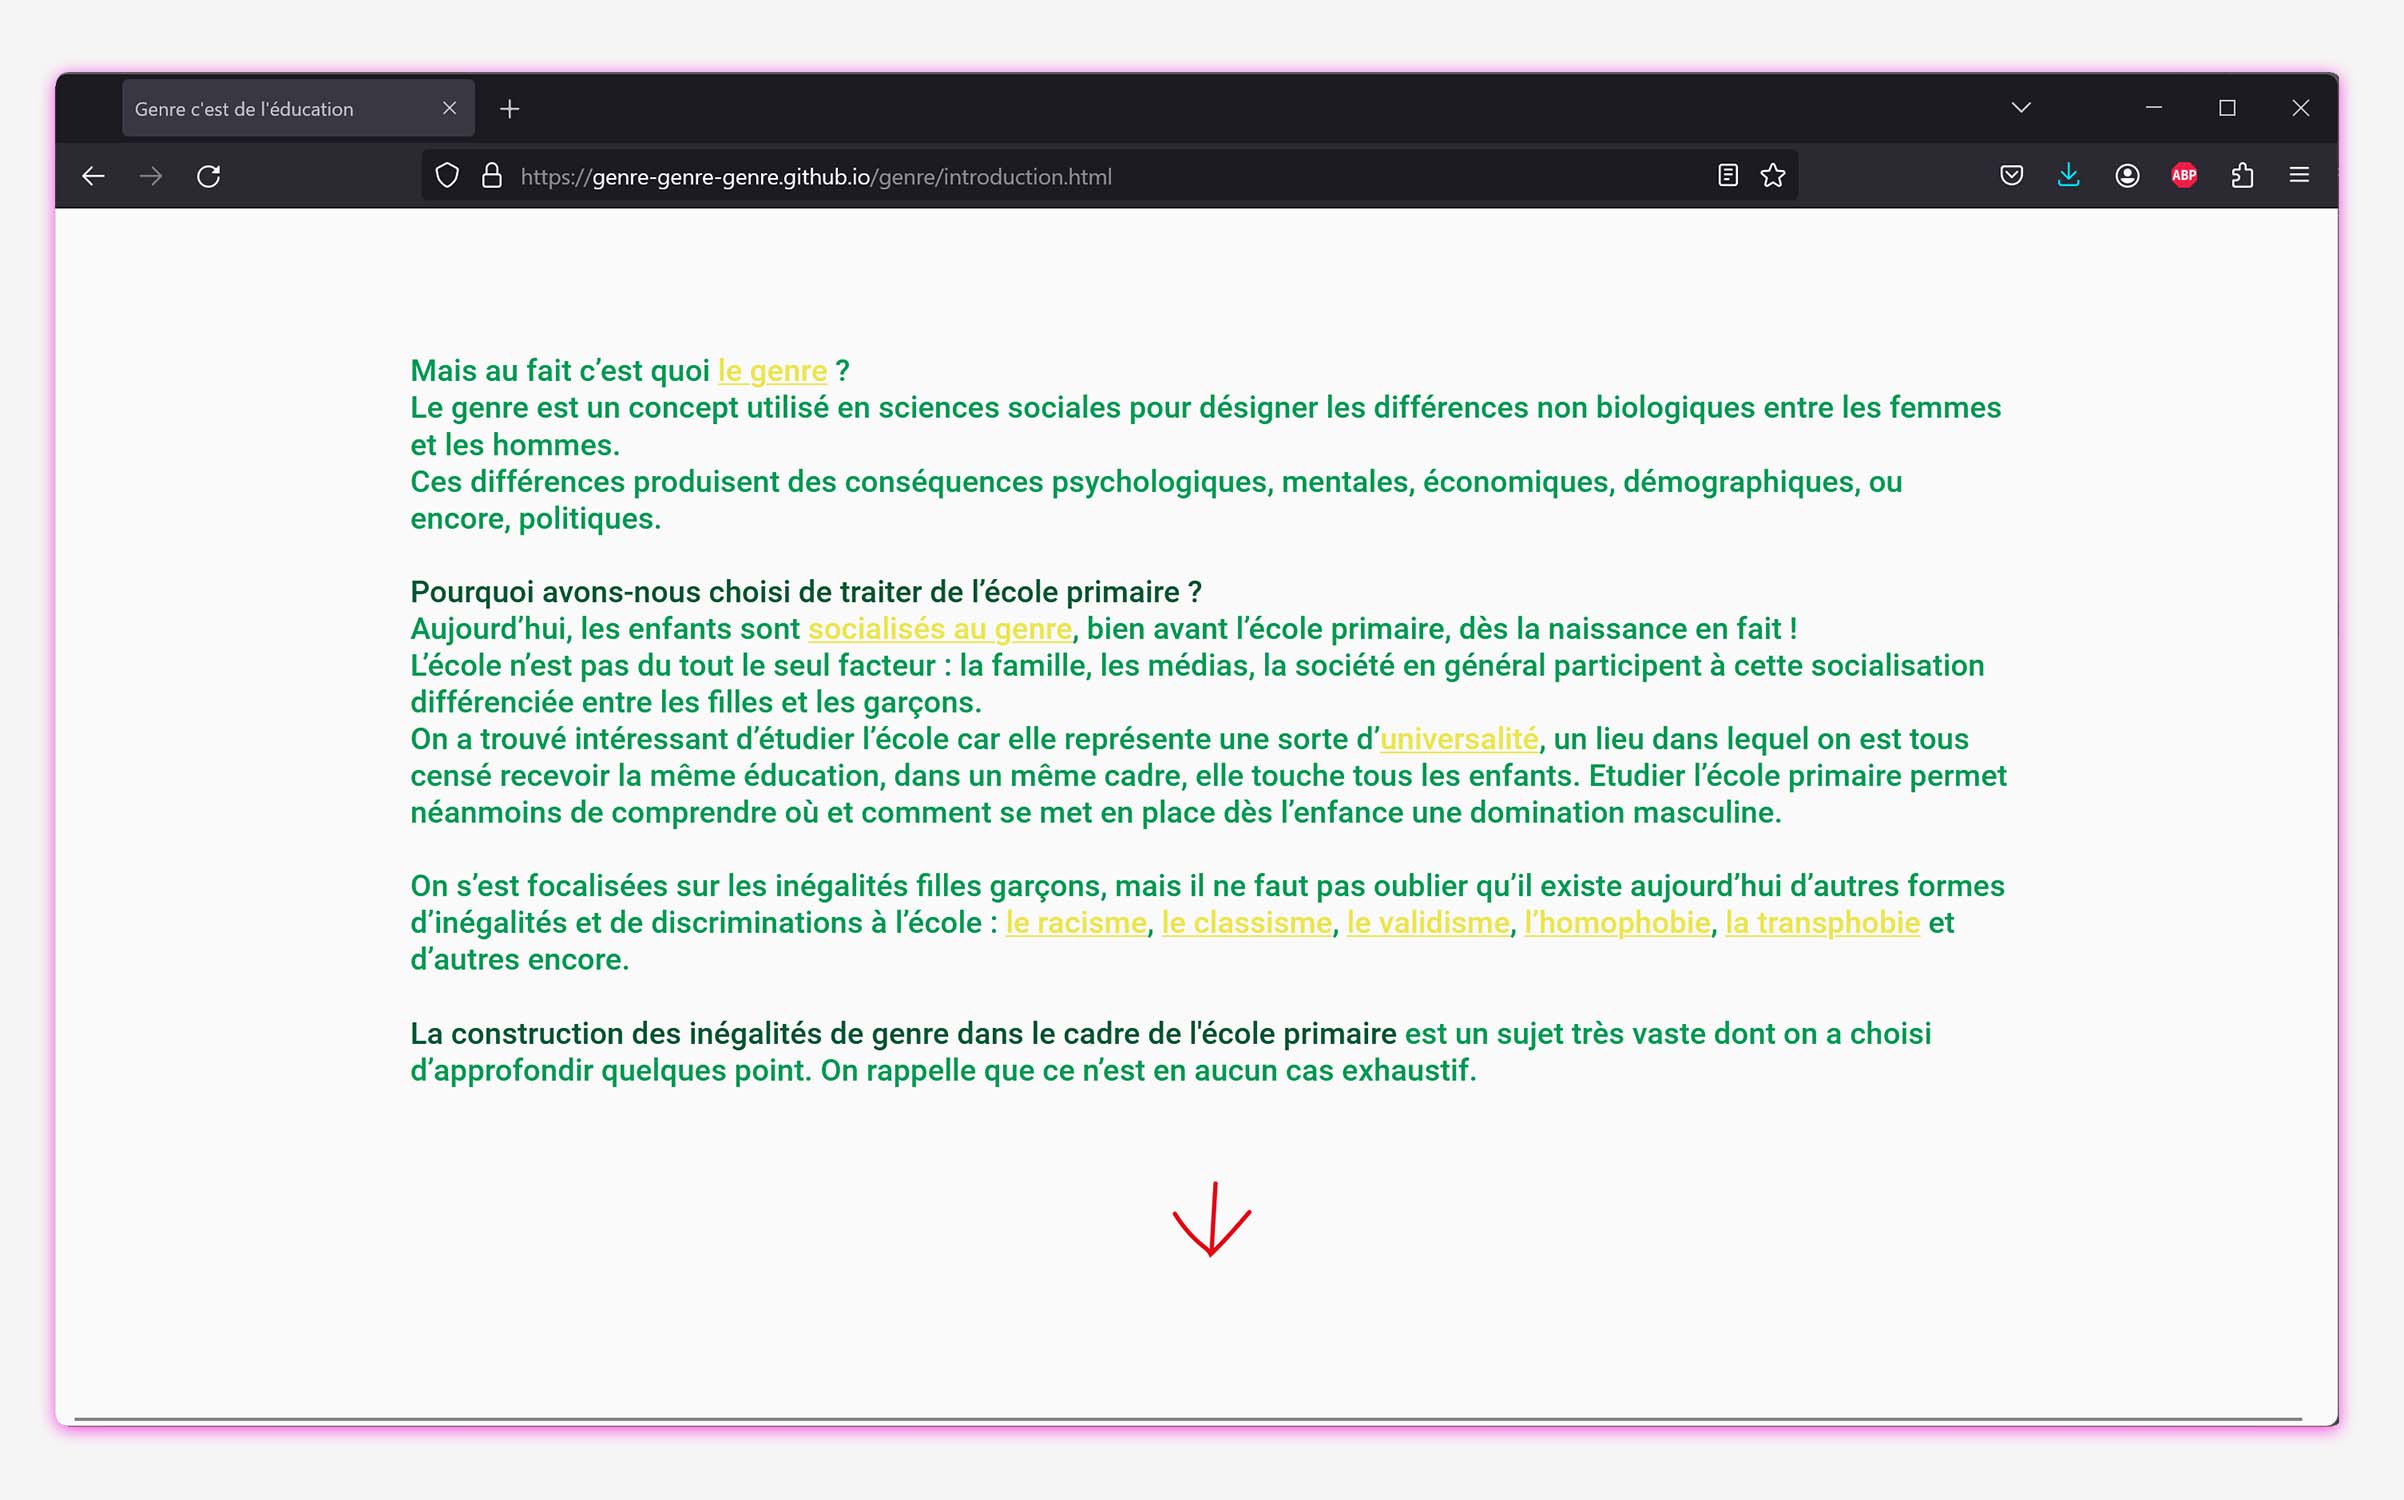 Genre c'est de l'éducation
https://genre-genre-genre.github.io/genre/introduction.html
ABP
Mais au fait c’est quoi le genre ?
Le genre est un concept utilisé en sciences sociales pour désigner les différences non biologiques entre les femmes
et les hommes.
Ces différences produisent des conséquences psychologiques, mentales, économiques, démographiques, ou
encore, politiques.
Pourquoi avons-nous choisi de traiter de l’école primaire ?
Aujourd’hui, les enfants sont socialisés au genre, bien avant l’école primaire, dès la naissance en fait !
L’école n’est pas du tout le seul facteur : la famille, les médias, la société en général participent à cette socialisation
différenciée entre les filles et les garçons.
On a trouvé intéressant d’étudier l’école car elle représente une sorte d’universalité, un lieu dans lequel on est tous
censé recevoir la même éducation, dans un même cadre, elle touche tous les enfants. Etudier l’école primaire permet
néanmoins de comprendre où et comment se met en place dès l’enfance une domination masculine.
On s’est focalisées sur les inégalités filles garçons, mais il ne faut pas oublier qu’il existe aujourd’hui d’autres formes
d’inégalités et de discriminations à l’école : le racisme, le classisme, le validisme, l’homophobie, la transphobie et
d’autres encore.
La construction des inégalités de genre dans le cadre de l'école primaire est un sujet très vaste dont on a choisi
d’approfondir quelques point. On rappelle que ce n’est en aucun cas exhaustif.